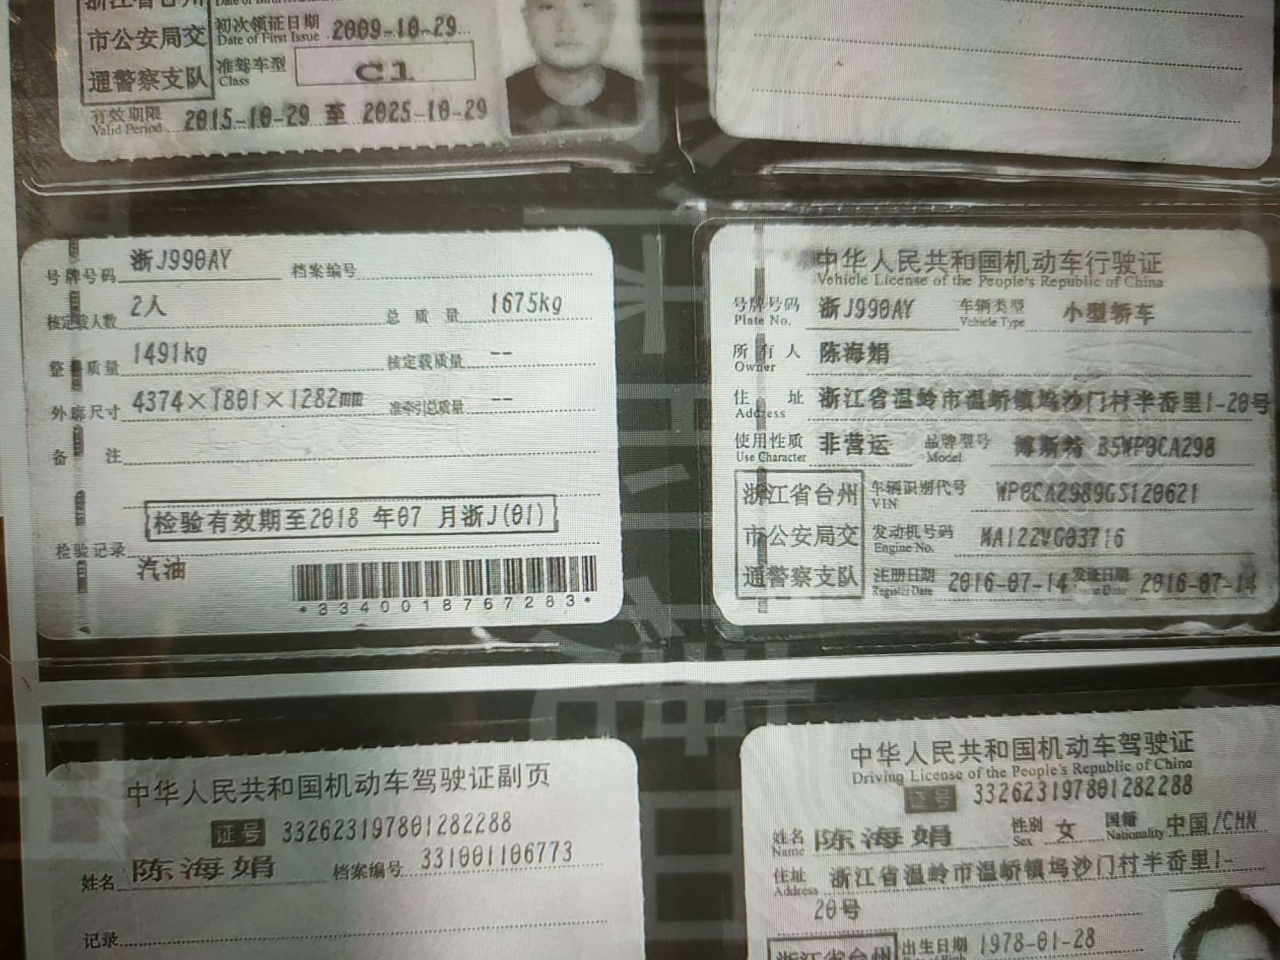 浙江省台州
市公安局交
通警察支队
初次领证日期 2009-10-29
Date of First Issue
准驾车型 C1
Class
有效期限 2015-10-29 至 2025-10-29
Valid Period
号牌号码 浙J990AY 档案编号
核定载人数 2人 总质量 1675kg
整备质量 1491kg 核定载质量 --
外廓尺寸 4374×1801×1282mm 准牵引总质量 --
备注
检验有效期至2018 年07 月浙J(01)
检验记录
汽油
*3340018767283*
中华人民共和国机动车行驶证
Vehicle License of the People's Republic of China
号牌号码 浙J990AY 车辆类型 小型轿车
Plate No. Vehicle Type
所有人 陈海娟
Owner
住址 浙江省温岭市温峤镇坞沙门村半岙里1-20号
Address
使用性质 非营运 品牌型号 博斯特 BSWP0CA298
Use Character Model
浙江省台州
市公安局交
通警察支队
车辆识别代号 WP0CA2989GS120621
VIN
发动机号码 MA122VG03716
Engine No.
注册日期 2016-07-14 发证日期 2016-07-14
Register Date Issue Date
中华人民共和国机动车驾驶证副页
证号 332623197801282288
姓名 陈海娟 档案编号 331001106773
记录
中华人民共和国机动车驾驶证
Driving License of the People's Republic of China
证号 332623197801282288
姓名 陈海娟 性别 女 国籍 中国/CHN
Name Sex Nationality
住址 浙江省温岭市温峤镇坞沙门村半岙里1-
Address
20号
浙江省台州
出生日期 1978-01-28